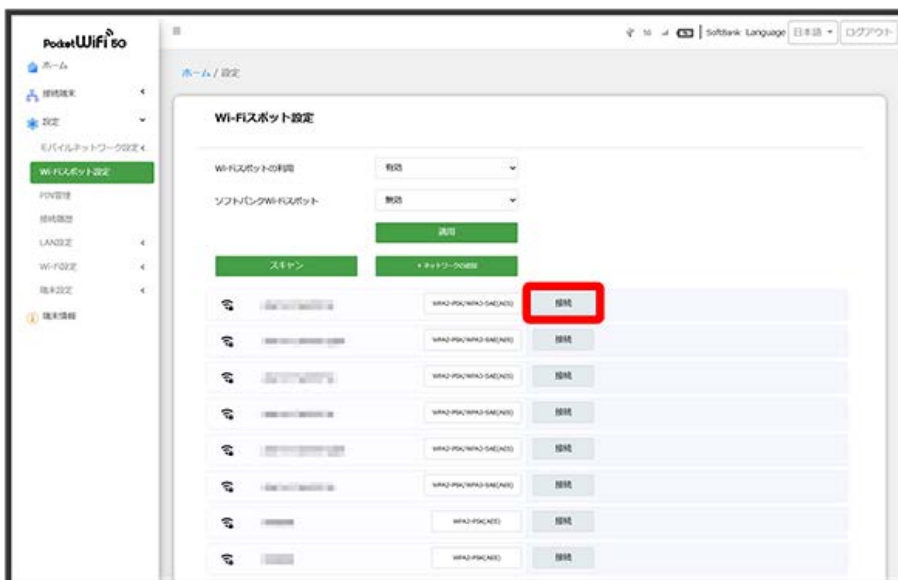 PocketWiFi 5G
SoftBank Language 日本語 ログアウト
ホーム
接続端末
設定
モバイルネットワーク設定
Wi-Fiスポット設定
PIN管理
接続履歴
LAN設定
Wi-Fi設定
端末設定
端末情報
ホーム / 設定
Wi-Fiスポット設定
Wi-Fiスポットの利用 有効
ソフトバンクWi-Fiスポット 無効
適用
スキャン
+ ネットワークの追加
WPA2-PSK/WPA3-SAE(AES) 接続
WPA2-PSK/WPA3-SAE(AES) 接続
WPA2-PSK/WPA3-SAE(AES) 接続
WPA2-PSK/WPA3-SAE(AES) 接続
WPA2-PSK/WPA3-SAE(AES) 接続
WPA2-PSK/WPA3-SAE(AES) 接続
WPA2-PSK(AES) 接続
WPA2-PSK(AES) 接続